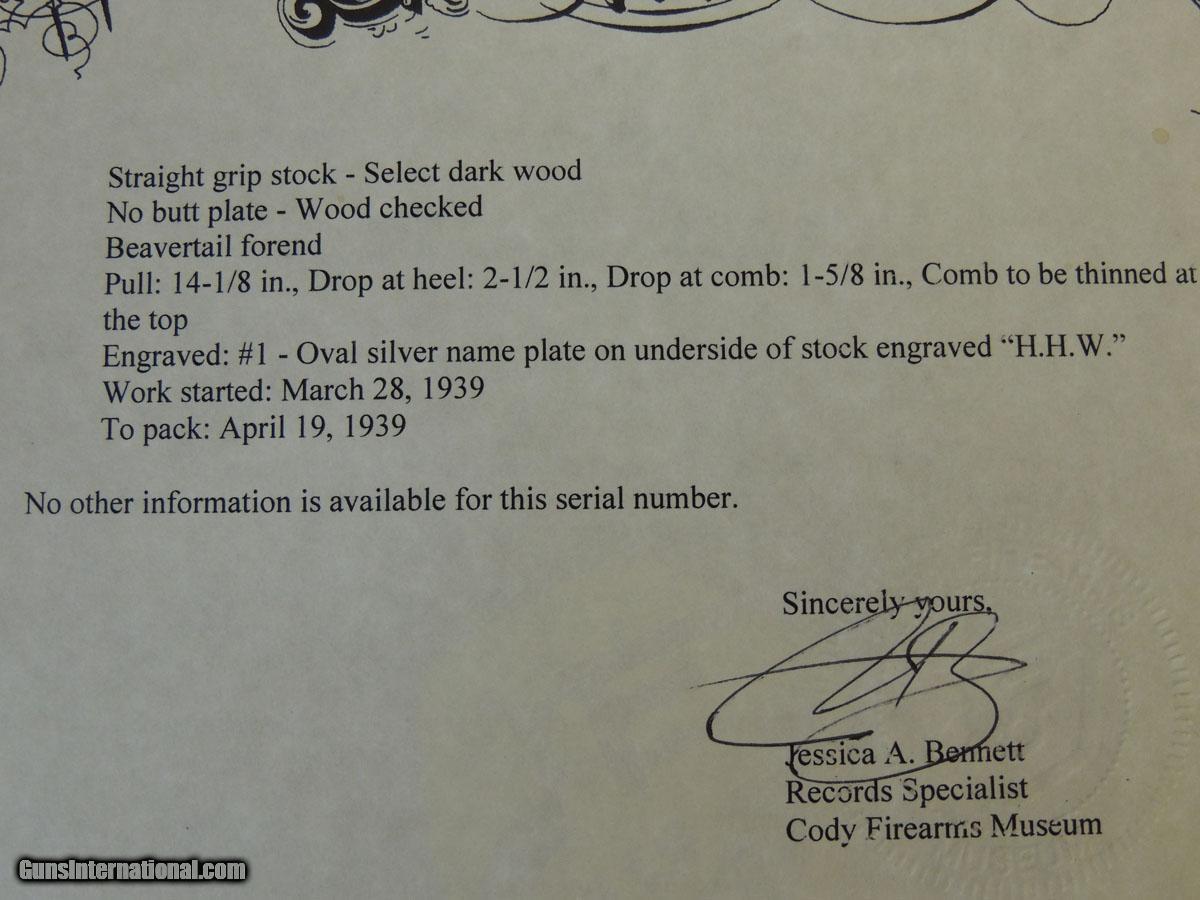 Straight grip stock - Select dark wood
No butt plate - Wood checked
Beavertail forend
Pull: 14-1/8 in., Drop at heel: 2-1/2 in., Drop at comb: 1-5/8 in., Comb to be thinned at
the top
Engraved: #1 - Oval silver name plate on underside of stock engraved “H.H.W.”
Work started: March 28, 1939
To pack: April 19, 1939
No other information is available for this serial number.
Sincerely yours,
Jessica A. Bennett
Records Specialist
Cody Firearms Museum
GunsInternational.com